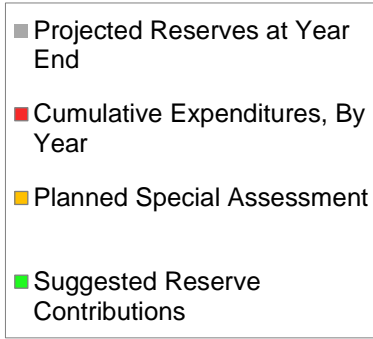 Projected Reserves at Year
End
Cumulative Expenditures, By
Year
Planned Special Assessment
Suggested Reserve
Contributions